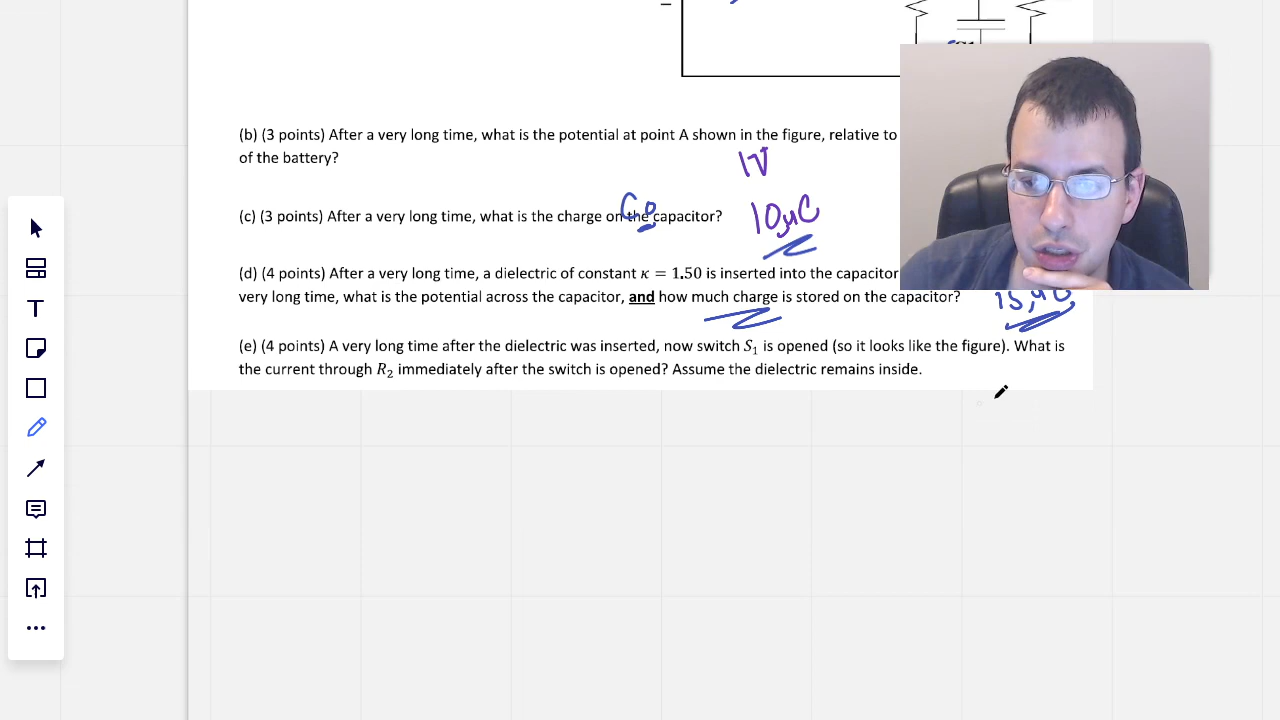 (b) (3 points) After a very long time, what is the potential at point A shown in the figure, relative to
of the battery?
1V
Co
(c) (3 points) After a very long time, what is the charge on the capacitor?
10μC
(d) (4 points) After a very long time, a dielectric of constant κ = 1.50 is inserted into the capacitor
very long time, what is the potential across the capacitor, and how much charge is stored on the capacitor?
15μC
(e) (4 points) A very long time after the dielectric was inserted, now switch S₁ is opened (so it looks like the figure). What is
the current through R₂ immediately after the switch is opened? Assume the dielectric remains inside.
T